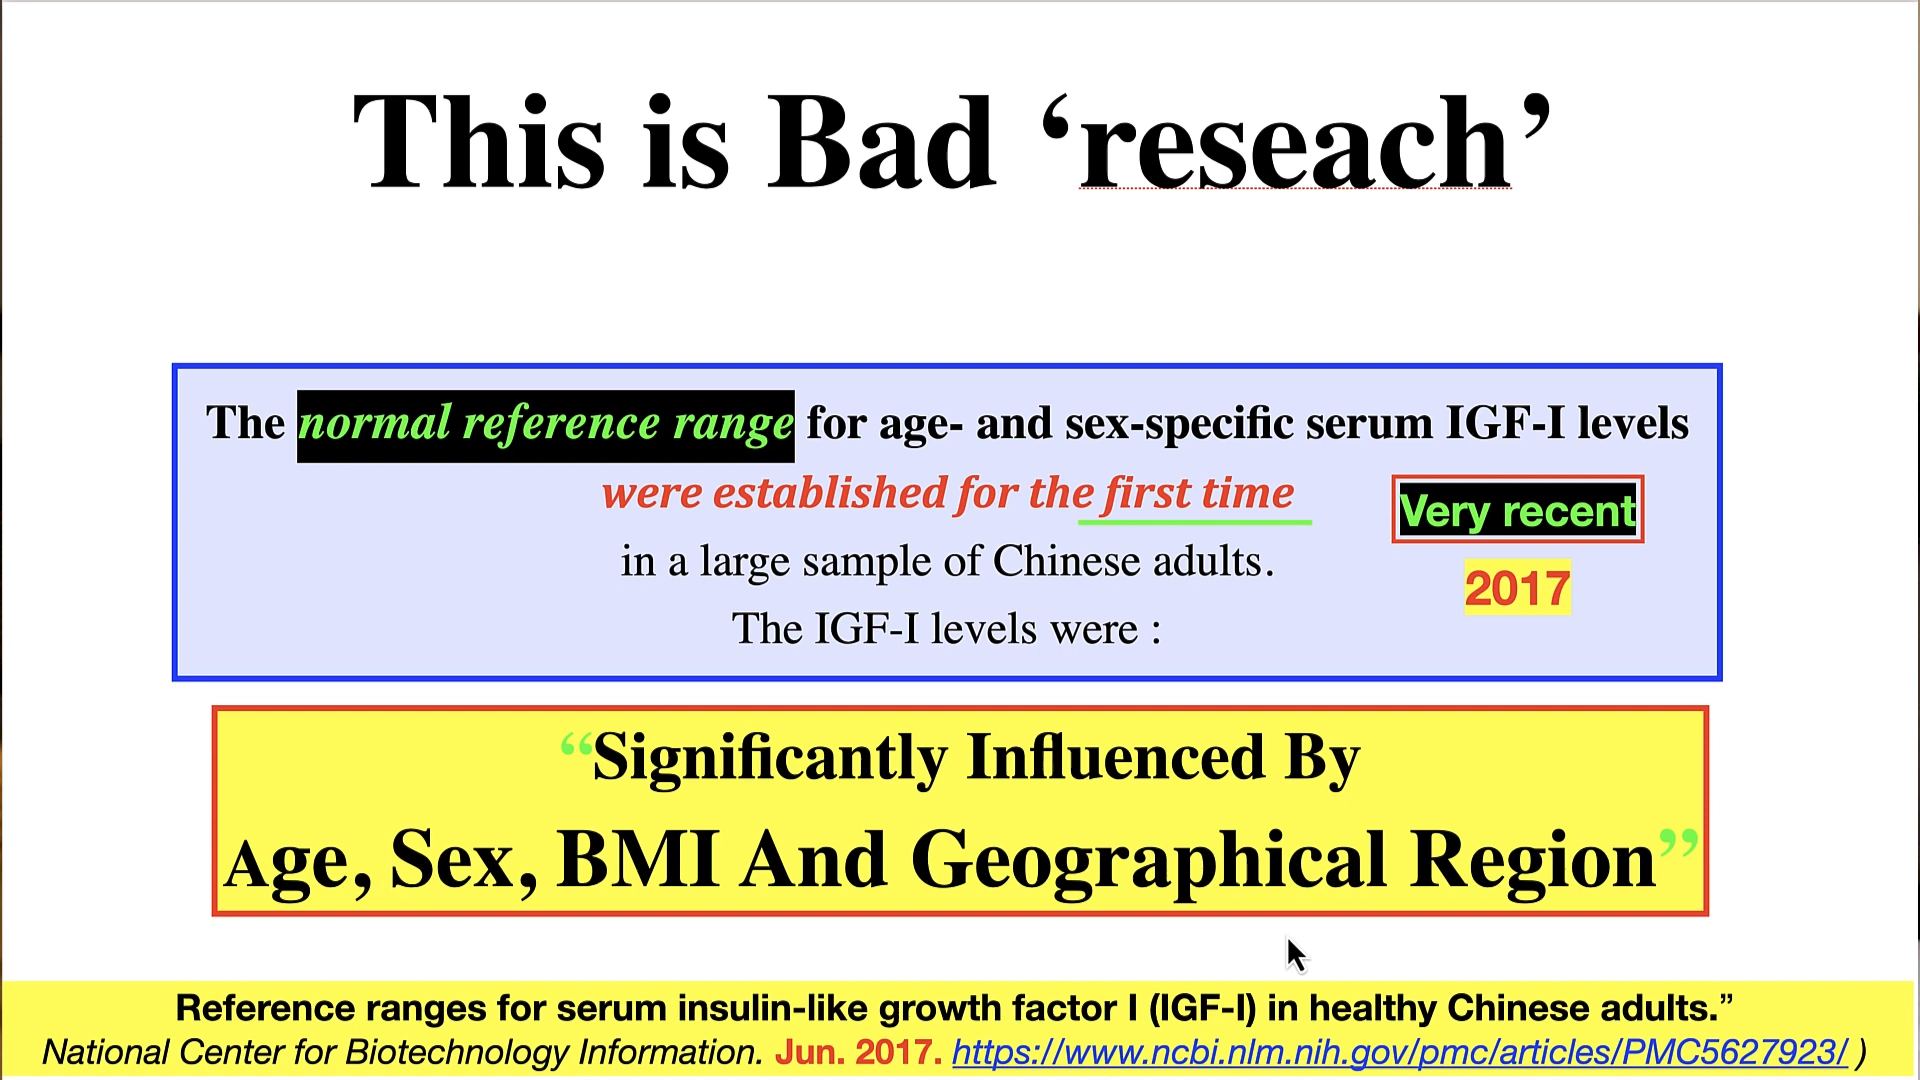 This is Bad ‘reseach’
The normal reference range for age- and sex-specific serum IGF-I levels
were established for the first time
Very recent
in a large sample of Chinese adults.
2017
The IGF-I levels were :
“Significantly Influenced By
Age, Sex, BMI And Geographical Region”
Reference ranges for serum insulin-like growth factor I (IGF-I) in healthy Chinese adults.”
National Center for Biotechnology Information. Jun. 2017. https://www.ncbi.nlm.nih.gov/pmc/articles/PMC5627923/ )